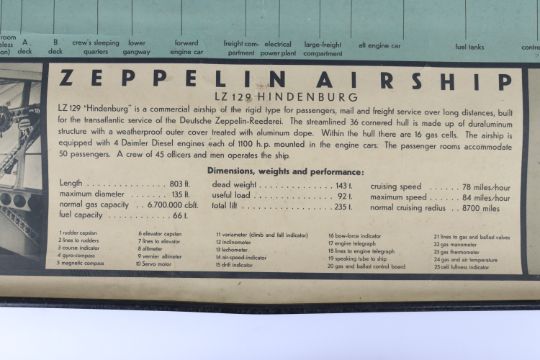 room
A deck
B deck
crew's sleeping quarters
lower gangway
forward engine car
freight com- partment
electrical power plant
large-freight compartment
aft engine car
fuel tanks
ZEPPELIN AIRSHIP
LZ 129 HINDENBURG
LZ 129 "Hindenburg" is a commercial airship of the rigid type for passengers, mail and freight service over long distances, built
for the transatlantic service of the Deutsche Zeppelin-Reederei. The streamlined 36 cornered hull is made up of duraluminum
structure with a weatherproof outer cover treated with aluminum dope. Within the hull there are 16 gas cells. The airship is
equipped with 4 Daimler Diesel engines each of 1100 h. p. mounted in the engine cars. The passenger rooms accommodate
50 passengers. A crew of 45 officers and men operates the ship
Dimensions, weights and performance:
Length . . . . . . . . . . . . 803 ft.
maximum diameter . . . . . . 135 ft.
normal gas capacity . . 6.700.000 cbft.
fuel capacity . . . . . . . . . 66 t.
dead weight . . . . . . . . . 143 t.
useful load . . . . . . . . . . 92 t.
total lift . . . . . . . . . . . 235 t.
cruising speed . . . . . 78 miles/hour
maximum speed . . . . 84 miles/hour
normal cruising radius . . 8700 miles
1 rudder capstan
2 lines to rudders
3 course indicator
4 gyro-compass
5 magnetic compass
6 elevator capstan
7 lines to elevator
8 altimeter
9 vernier altimeter
10 Servo motor
11 variometer (climb and fall indicator)
12 inclinometer
13 tachometer
14 air-speed-indicator
15 drift indicator
16 bow-force indicator
17 engine telegraph
18 lines to engine telegraph
19 speaking tube to ship
20 gas and ballast control board
21 lines to gas and ballast valves
22 gas manometer
23 gas thermometer
24 gas and air temperature
25 cell fullness indicator